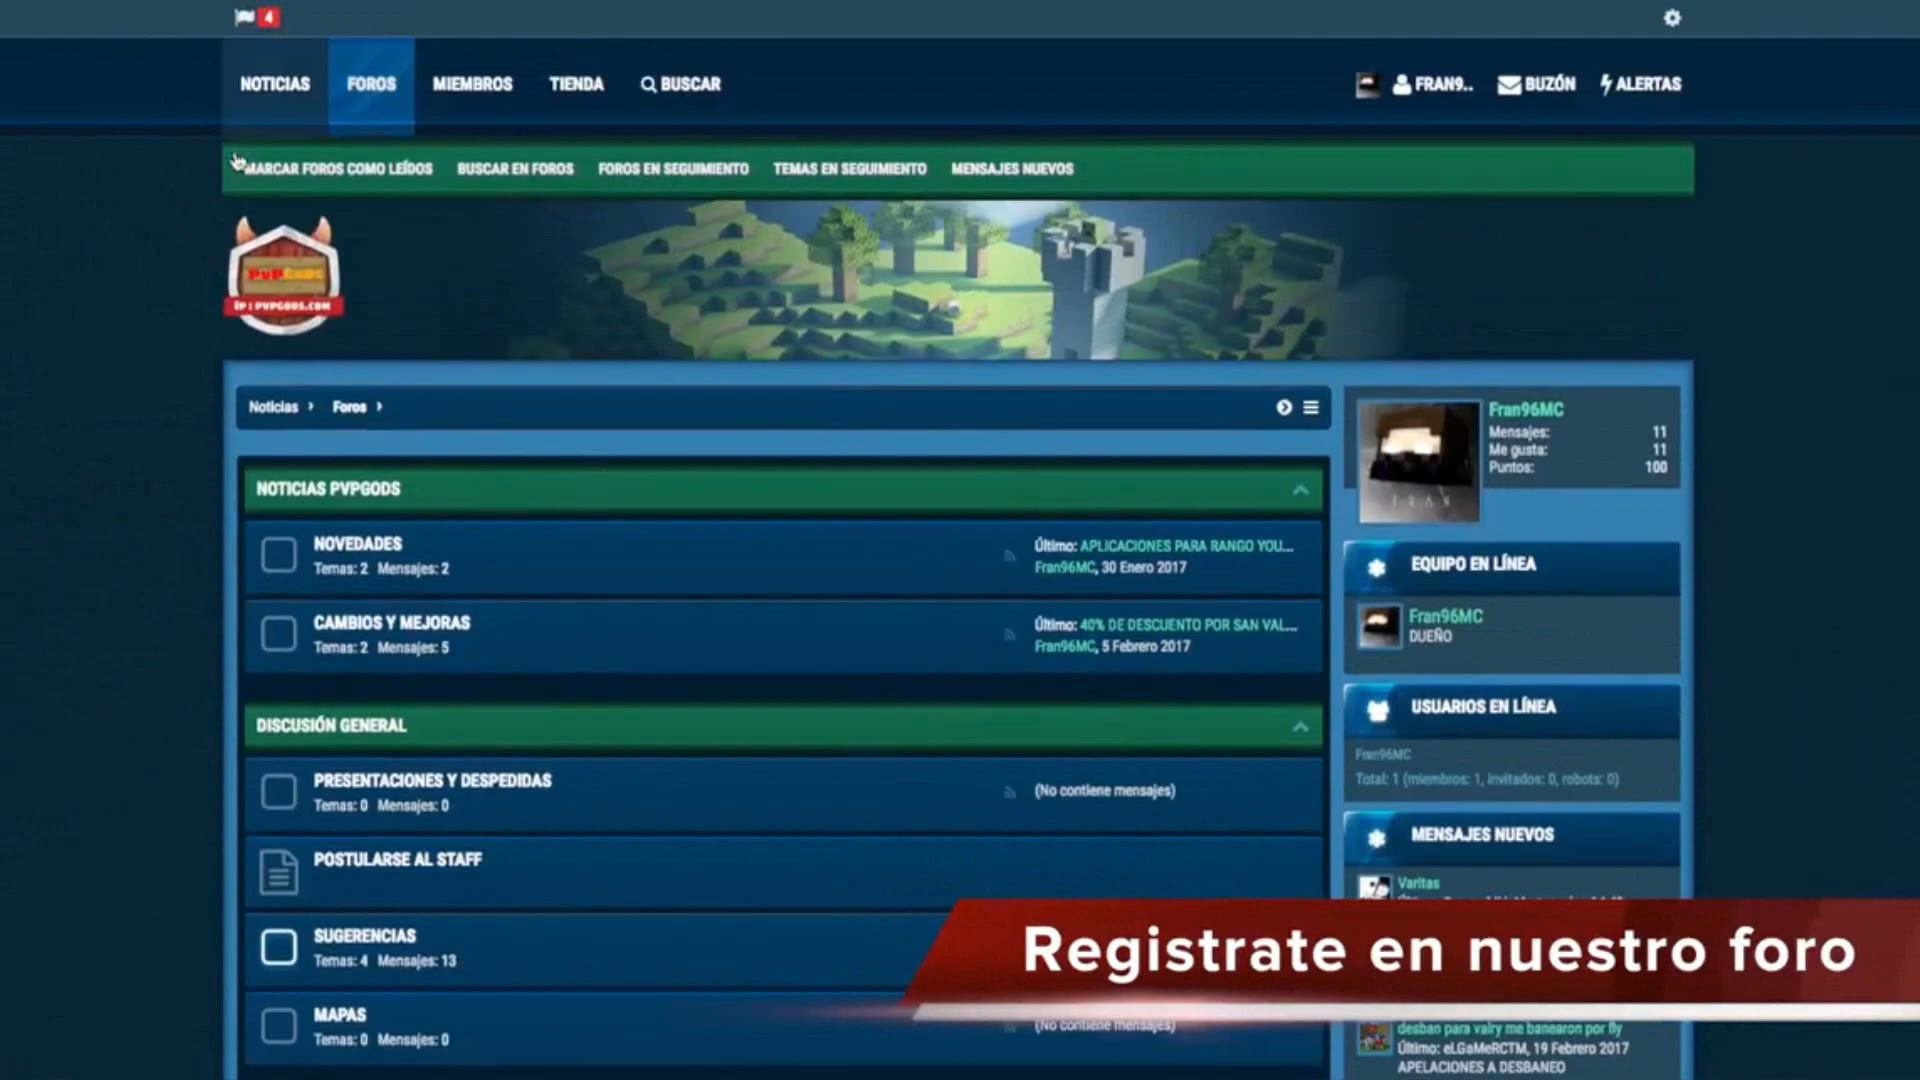 4
NOTICIAS FOROS MIEMBROS TIENDA BUSCAR FRAN9.. BUZÓN ALERTAS
MARCAR FOROS COMO LEÍDOS BUSCAR EN FOROS FOROS EN SEGUIMIENTO TEMAS EN SEGUIMIENTO MENSAJES NUEVOS
PVPGODS
IP : PVPGODS.COM
Noticias Foros
Fran96MC
Mensajes: 11
Me gusta: 11
Puntos: 100
FRAN
NOTICIAS PVPGODS
NOVEDADES
Temas: 2 Mensajes: 2
Último: APLICACIONES PARA RANGO YOU...
Fran96MC, 30 Enero 2017
CAMBIOS Y MEJORAS
Temas: 2 Mensajes: 5
Último: 40% DE DESCUENTO POR SAN VAL...
Fran96MC, 5 Febrero 2017
DISCUSIÓN GENERAL
PRESENTACIONES Y DESPEDIDAS
Temas: 0 Mensajes: 0
(No contiene mensajes)
POSTULARSE AL STAFF
SUGERENCIAS
Temas: 4 Mensajes: 13
MAPAS
Temas: 0 Mensajes: 0
(No contiene mensajes)
EQUIPO EN LÍNEA
Fran96MC
DUEÑO
USUARIOS EN LÍNEA
Fran96MC
Total: 1 (miembros: 1, invitados: 0, robots: 0)
MENSAJES NUEVOS
Varitas
Registrate en nuestro foro
desban para valry me banearon por fly
Último: eLGaMeRCTM, 19 Febrero 2017
APELACIONES A DESBANEO